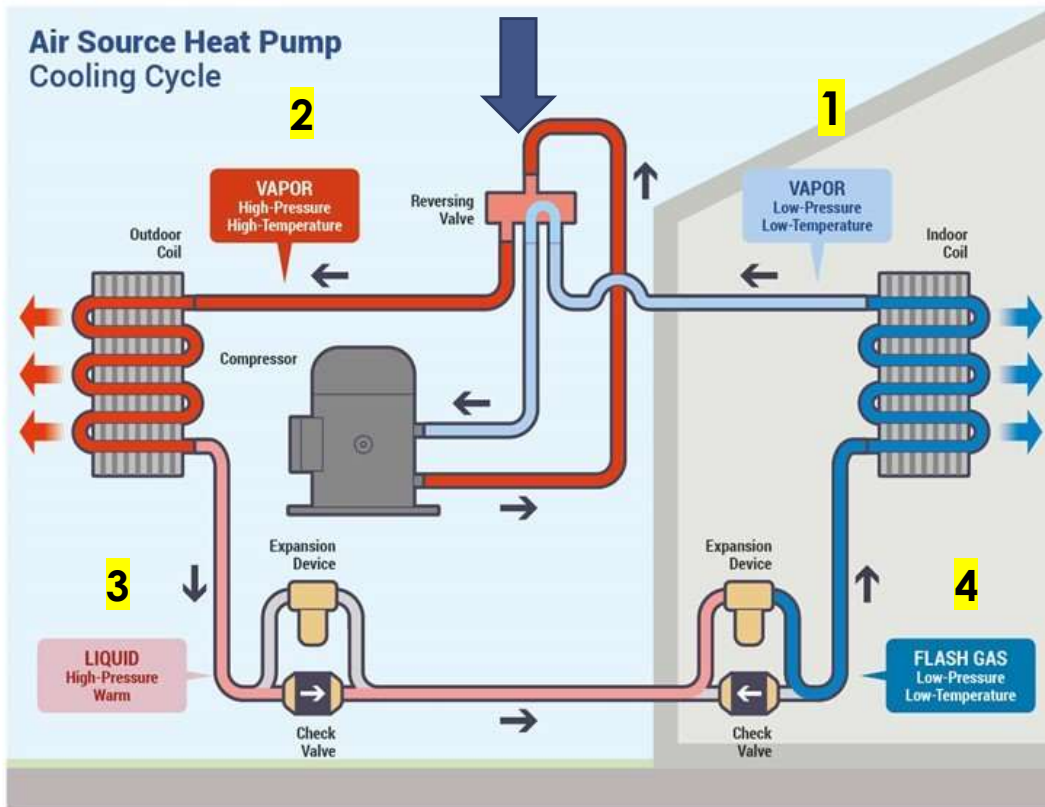 Air Source Heat Pump
Cooling Cycle
2
1
VAPOR
High-Pressure
High-Temperature
Reversing
Valve
VAPOR
Low-Pressure
Low-Temperature
Outdoor
Coil
Indoor
Coil
Compressor
Expansion
Device
Expansion
Device
3
4
LIQUID
High-Pressure
Warm
FLASH GAS
Low-Pressure
Low-Temperature
Check
Valve
Check
Valve